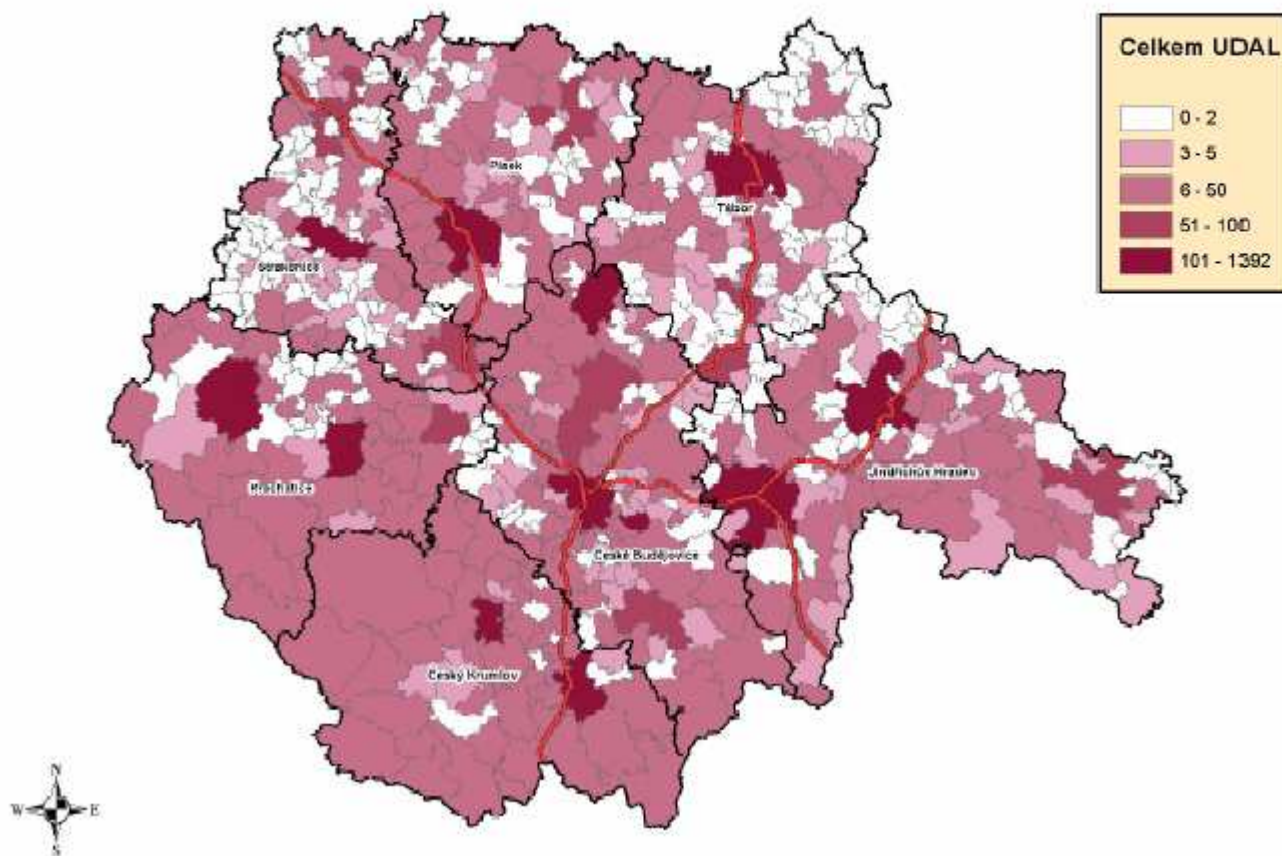 Celkem UDAL
0 - 2
3 - 5
6 - 50
51 - 100
101 - 1392
Písek
Tábor
Strakonice
Jindřichův Hradec
Prachatice
České Budějovice
Český Krumlov
N
W
E
S